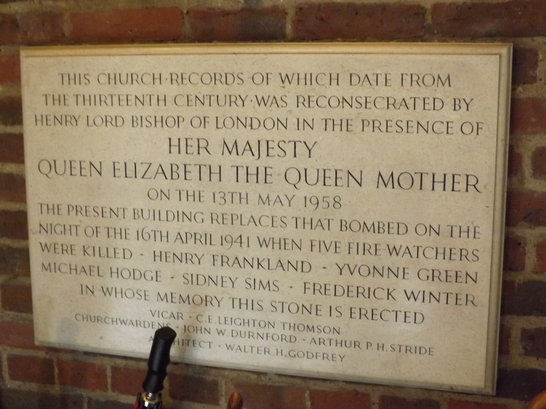 THIS CHURCH·RECORDS·OF WHICH DATE FROM
THE THIRTEENTH CENTURY·WAS RECONSECRATED BY
HENRY LORD BISHOP OF LONDON IN THE PRESENCE OF
HER MAJESTY
QUEEN ELIZABETH THE QUEEN MOTHER
ON THE 13TH MAY 1958
THE PRESENT BUILDING REPLACES THAT BOMBED ON THE
NIGHT OF THE 16TH APRIL 1941 WHEN FIVE FIRE·WATCHERS
WERE KILLED - HENRY FRANKLAND - YVONNE GREEN
MICHAEL HODGE - SIDNEY SIMS - FREDERICK WINTER
IN WHOSE MEMORY THIS STONE IS ERECTED
VICAR - C.E.LEIGHTON THOMSON
CHURCHWARDENS - JOHN W. DURNFORD - ARTHUR P.H. STRIDE
ARCHITECT - WALTER H. GODFREY